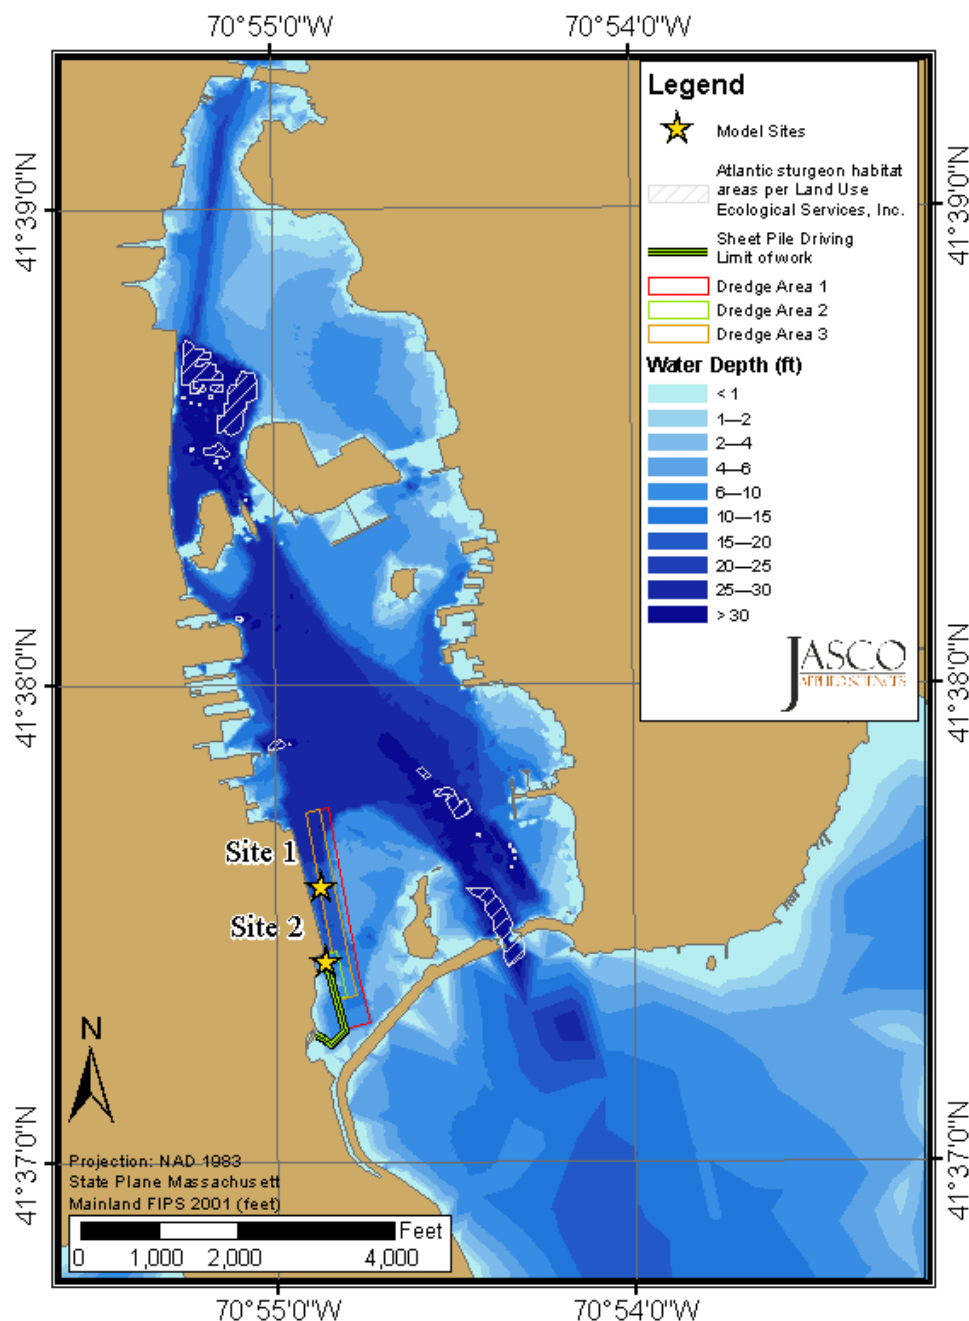 70°55'0"W 70°54'0"W
Legend
Model Sites
Atlantic sturgeon habitat
areas per Land Use
Ecological Services, Inc.
Sheet Pile Driving
Limit of work
Dredge Area 1
Dredge Area 2
Dredge Area 3
Water Depth (ft)
< 1
1—2
2—4
4—6
6—10
10—15
15—20
20—25
25—30
> 30
JASCO
APPLIED SCIENCES
41°39'0"N 41°39'0"N
41°38'0"N 41°38'0"N
Site 1
Site 2
N
41°37'0"N 41°37'0"N
Projection: NAD 1983
State Plane Massachusett
Mainland FIPS 2001 (feet)
Feet
0 1,000 2,000 4,000
70°55'0"W 70°54'0"W